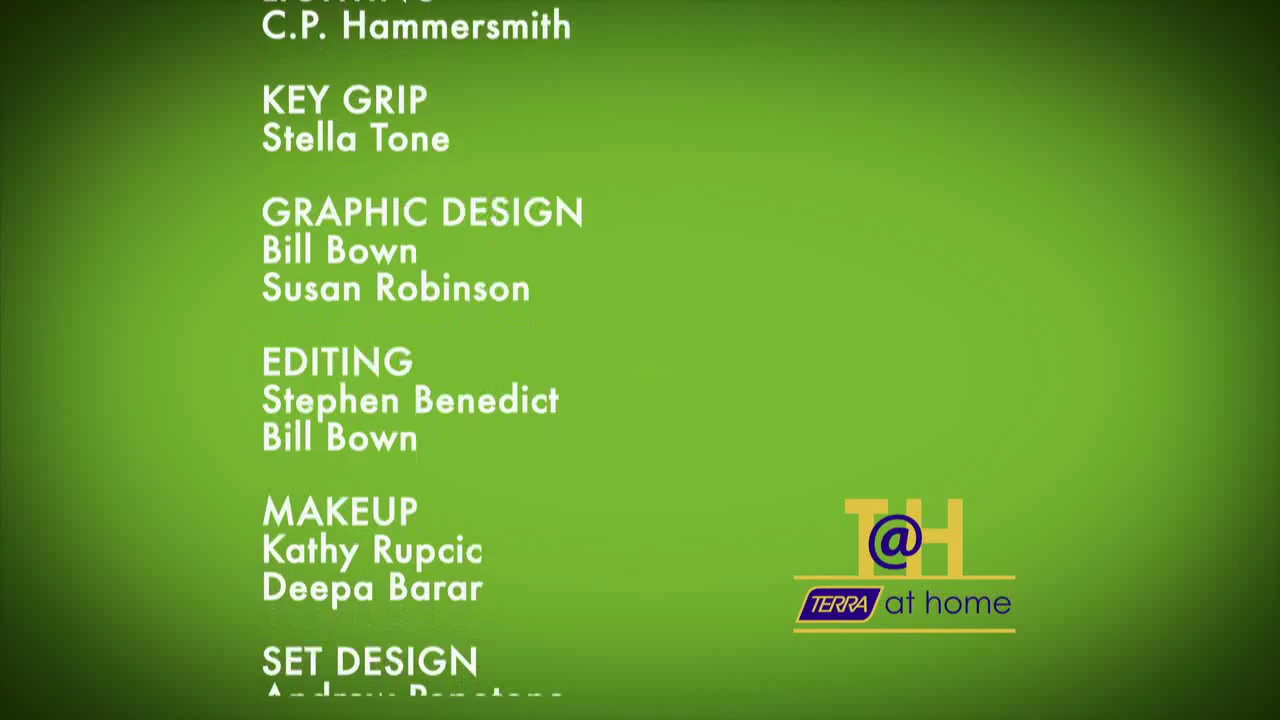 C.P. Hammersmith
KEY GRIP
Stella Tone
GRAPHIC DESIGN
Bill Bown
Susan Robinson
EDITING
Stephen Benedict
Bill Bown
MAKEUP
Kathy Rupcic
Deepa Barar
SET DESIGN
T@H
TERRA at home